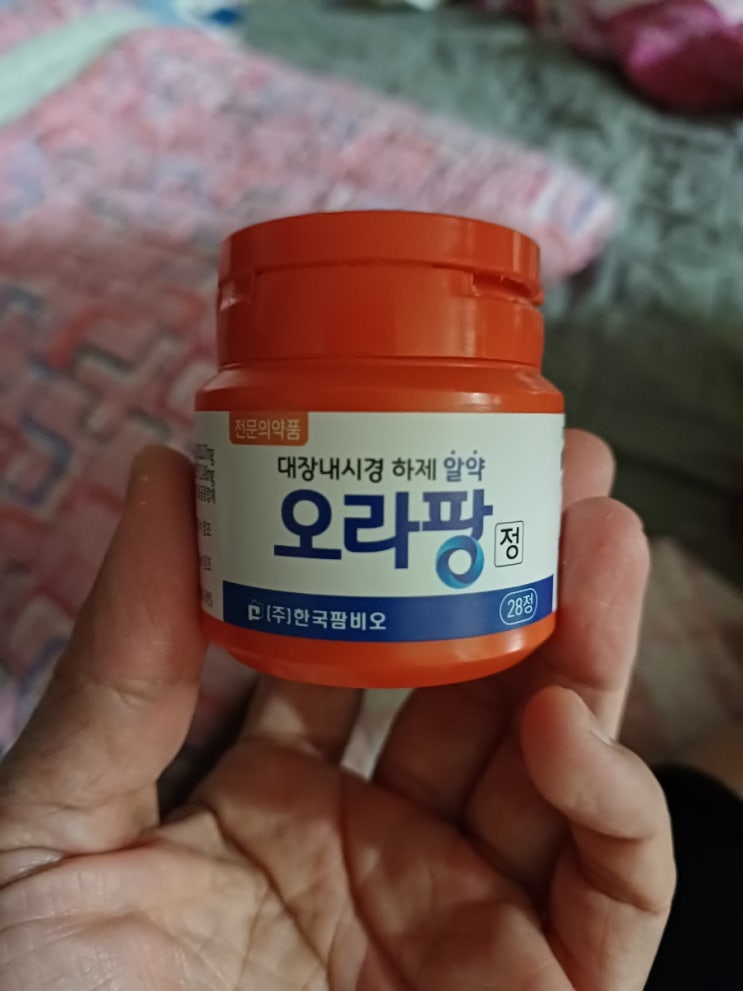 전문의약품
대장내시경 하제 알약
오라팡 정
(주)한국팜비오
28정